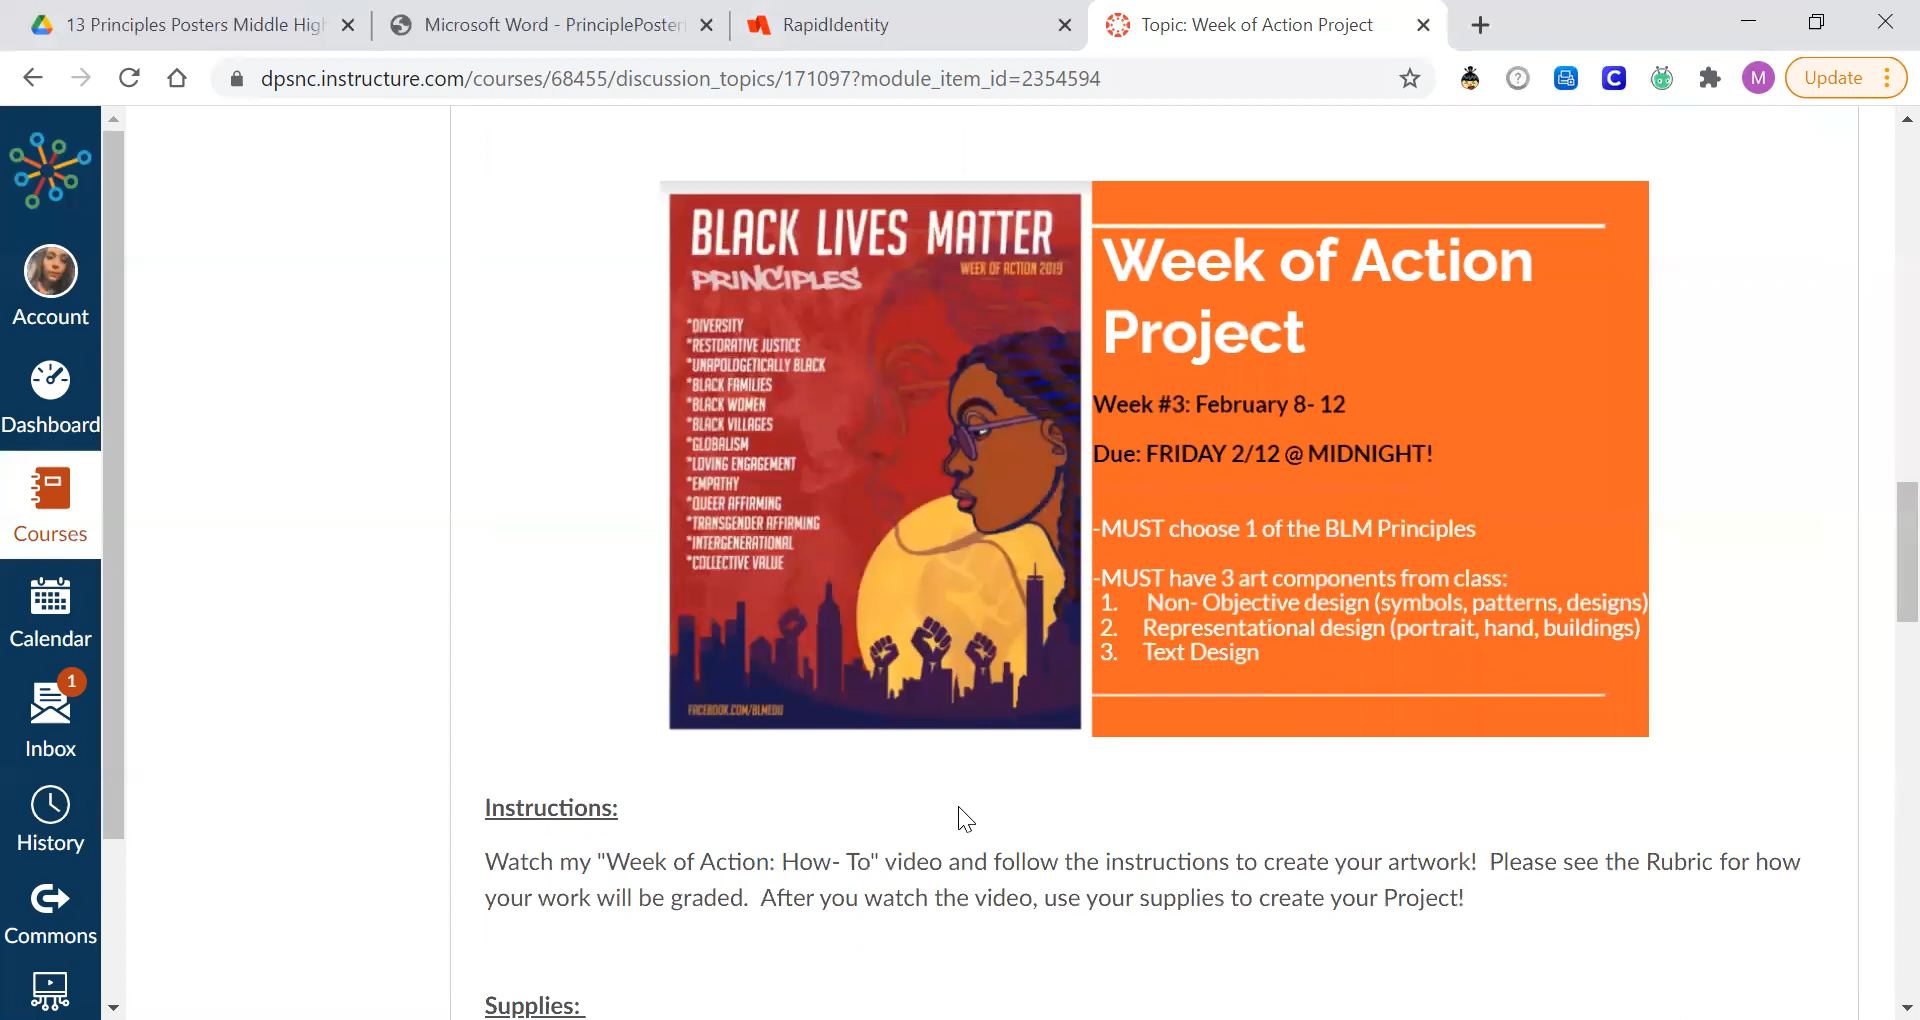 13 Principles Posters Middle High
Microsoft Word - PrinciplePoster
RapidIdentity
Topic: Week of Action Project
dpsnc.instructure.com/courses/68455/discussion_topics/171097?module_item_id=2354594
M
Update
Account
Dashboard
Courses
Calendar
1
Inbox
History
Commons
BLACK LIVES MATTER
PRINCIPLES
WEEK OF ACTION 2019
*DIVERSITY
*RESTORATIVE JUSTICE
*UNAPOLOGETICALLY BLACK
*BLACK FAMILIES
*BLACK WOMEN
*BLACK VILLAGES
*GLOBALISM
*LOVING ENGAGEMENT
*EMPATHY
*QUEER AFFIRMING
*TRANSGENDER AFFIRMING
*INTERGENERATIONAL
*COLLECTIVE VALUE
FACEBOOK.COM/BLMEDU
Week of Action
Project
Week #3: February 8- 12
Due: FRIDAY 2/12 @ MIDNIGHT!
-MUST choose 1 of the BLM Principles
-MUST have 3 art components from class:
1. Non- Objective design (symbols, patterns, designs)
2. Representational design (portrait, hand, buildings)
3. Text Design
Instructions:
Watch my "Week of Action: How- To" video and follow the instructions to create your artwork! Please see the Rubric for how
your work will be graded. After you watch the video, use your supplies to create your Project!
Supplies: